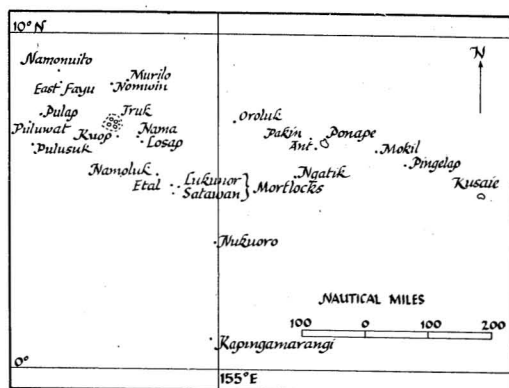 10° N
Namonuito
N
Murilo
East Fayu
Nomwin
Pulap
Truk
Oroluk
Puluwat
Kuop
Nama
Pakin
Ponape
Losap
Ant
Mokil
Pulusuk
Pingelap
Namoluk
Ngatik
Lukunor
Etal
Mortlocks
Kusaie
Satawan
Nukuoro
NAUTICAL MILES
100 0 100 200
Kapingamarangi
0°
155°E